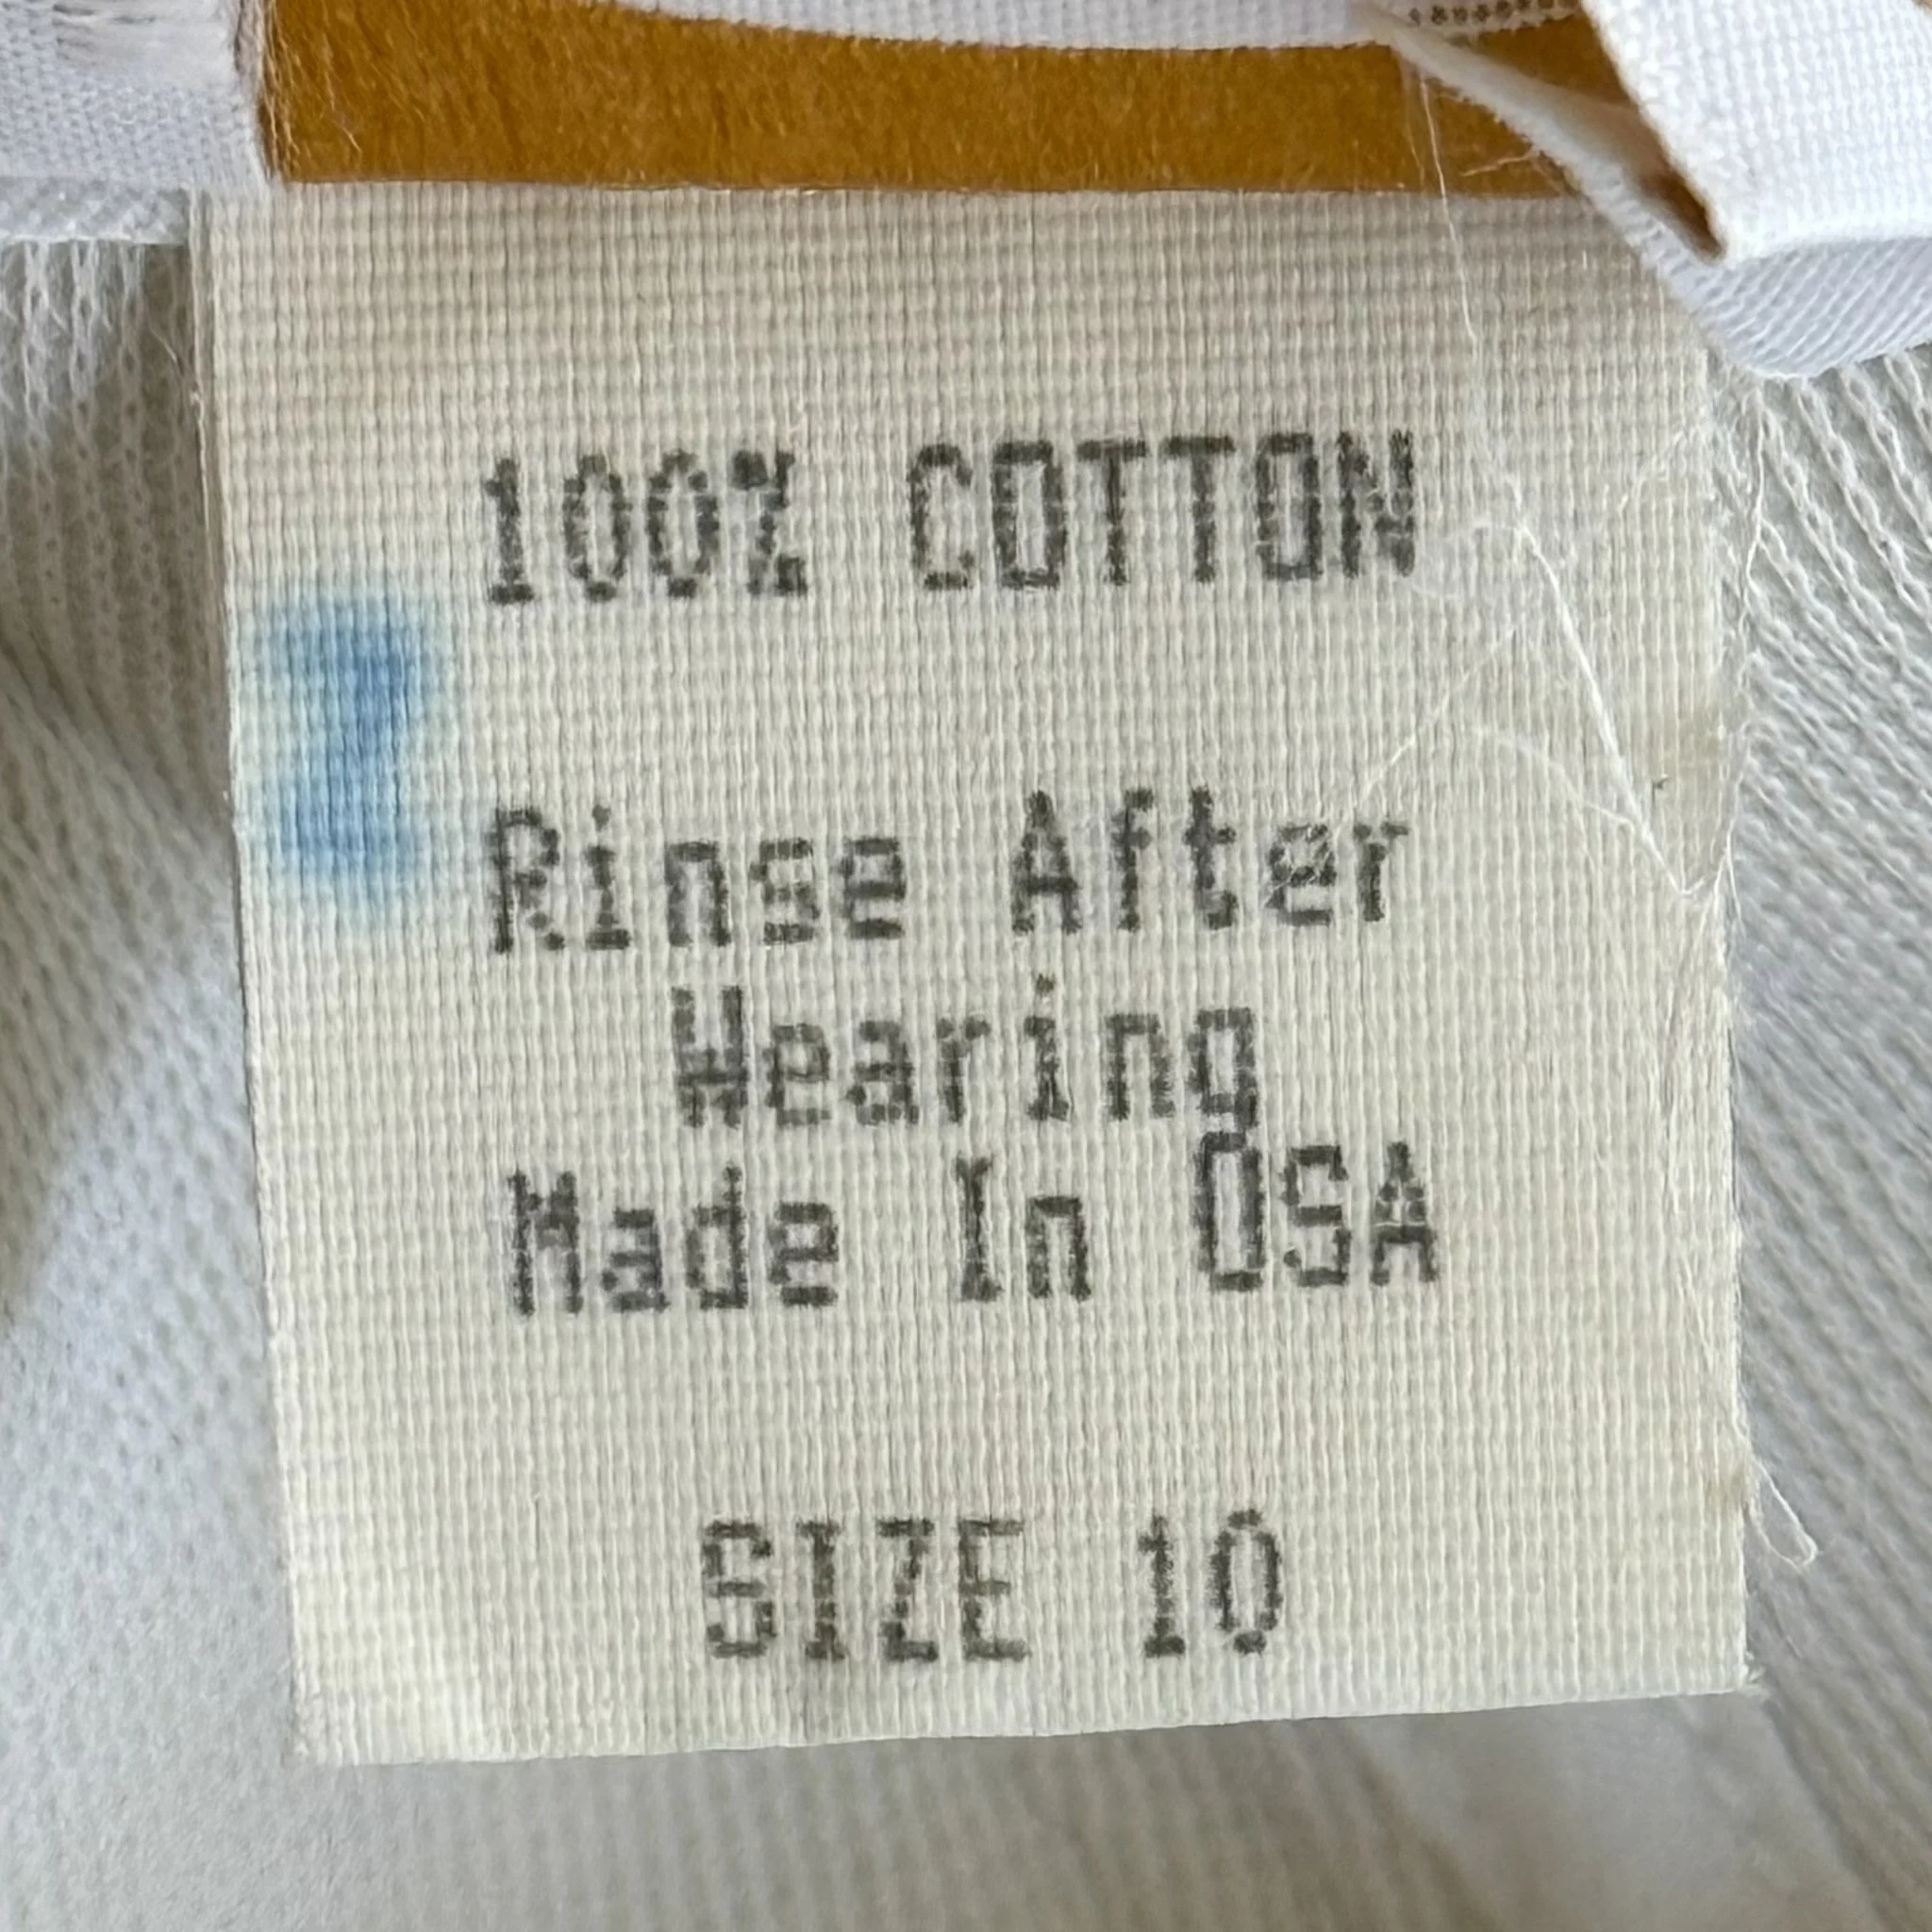 100% COTTON
Rinse After
Wearing
Made In USA
SIZE 10